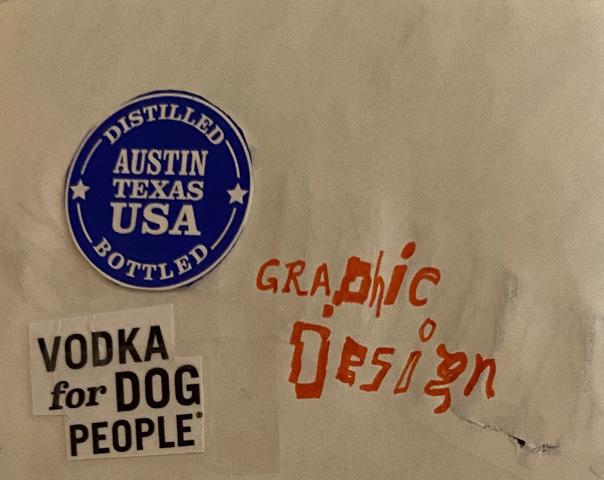 DISTILLED
AUSTIN
TEXAS
USA
BOTTLED
VODKA
for DOG
PEOPLE®
GRAphic
Design